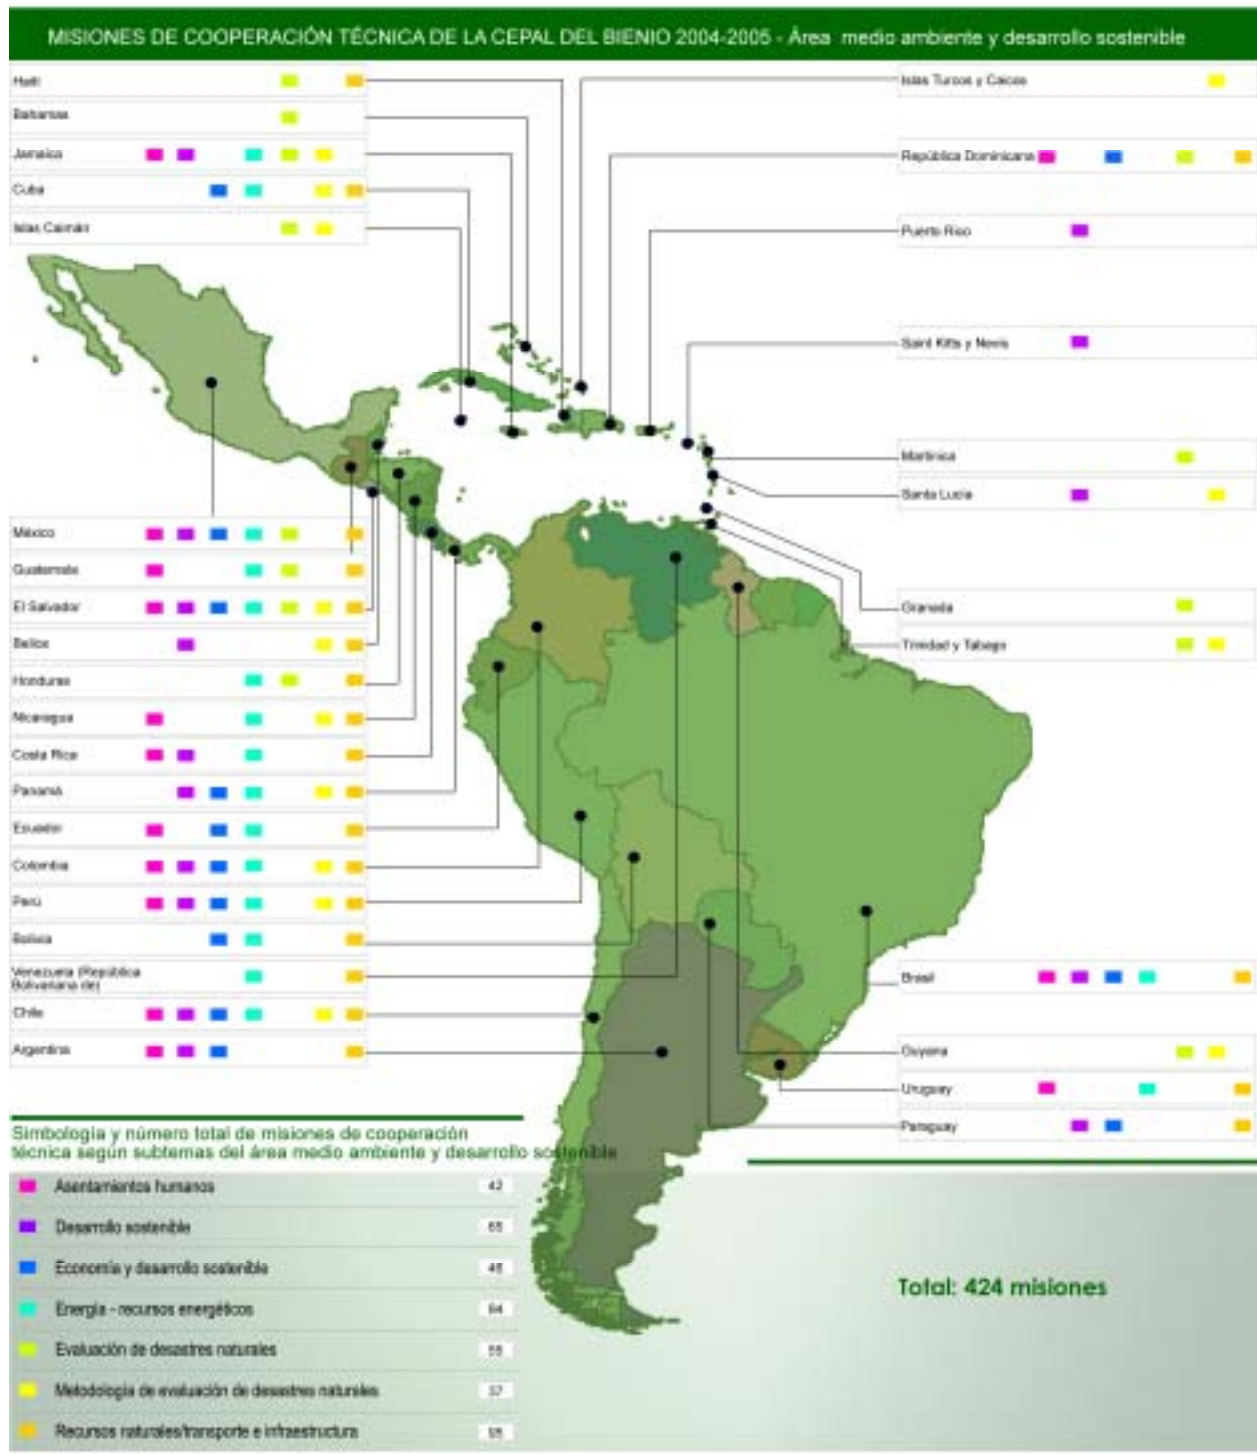 MISIONES DE COOPERACIÓN TÉCNICA DE LA CEPAL DEL BIENIO 2004-2005 - Área medio ambiente y desarrollo sostenible
Haití
Bahamas
Jamaica
Cuba
Islas Caimán
Islas Turcos y Caicos
República Dominicana
Puerto Rico
Saint Kitts y Nevis
Martinica
Santa Lucía
Granada
Trinidad y Tabago
México
Guatemala
El Salvador
Belice
Honduras
Nicaragua
Costa Rica
Panamá
Ecuador
Colombia
Perú
Bolivia
Venezuela (República
Bolivariana de)
Chile
Argentina
Brasil
Guyana
Uruguay
Paraguay
Simbología y número total de misiones de cooperación
técnica según subtemas del área medio ambiente y desarrollo sostenible
Asentamientos humanos 42
Desarrollo sostenible
Economía y desarrollo sostenible
Energía - recursos energéticos
Evaluación de desastres naturales
Metodología de evaluación de desastres naturales
Recursos naturales/transporte e infraestructura
Total: 424 misiones